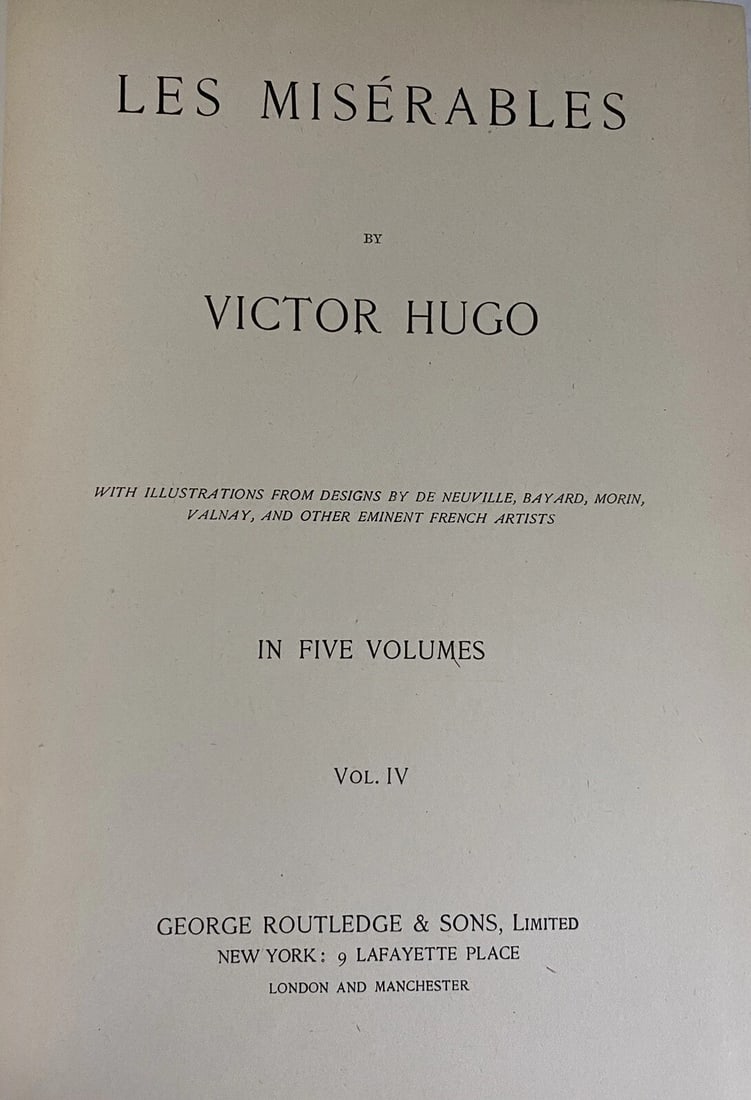 LES MISÉRABLES
BY
VICTOR HUGO
WITH ILLUSTRATIONS FROM DESIGNS BY DE NEUVILLE, BAYARD, MORIN,
VALNAY, AND OTHER EMINENT FRENCH ARTISTS
IN FIVE VOLUMES
VOL. IV
GEORGE ROUTLEDGE & SONS, LIMITED
NEW YORK: 9 LAFAYETTE PLACE
LONDON AND MANCHESTER